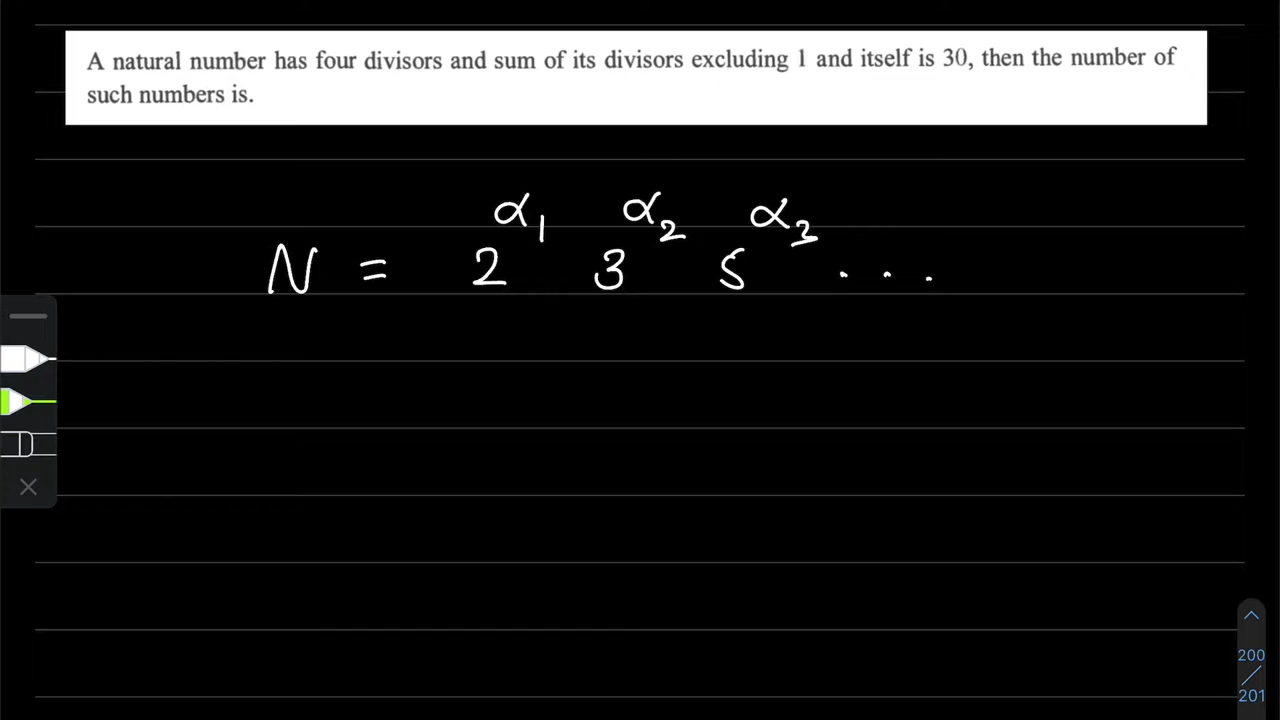 A natural number has four divisors and sum of its divisors excluding 1 and itself is 30, then the number of
such numbers is.
N = 2^α₁ 3^α₂ 5^α₃ ....
200
/
201